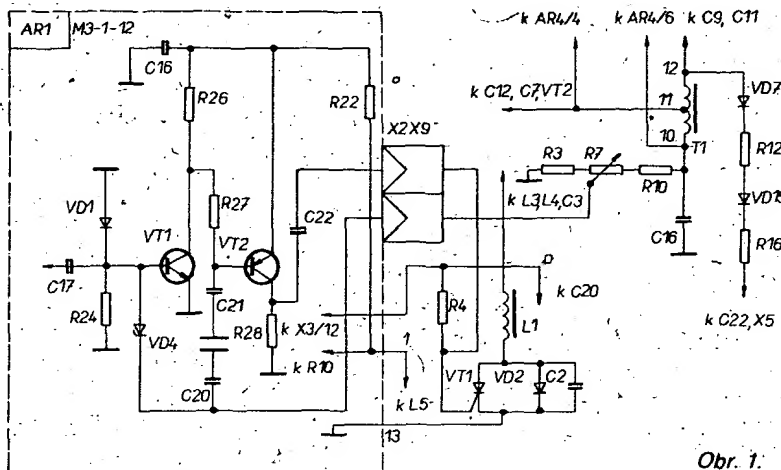 AR1 M3-1-12
k AR4/4
k AR4/6
k C9, C11
C16
R26
R22
k C12, C7, VT2
12
11
10
T1
VD7
R12
X2X9
R3
R7
R10
VD1
VT1
R27
VT2
C22
k L3, L4, C3
C16
R16
C17
R24
VD4
C21
R28
k X3/12
R4
k C20
L1
k C22, X5
C20
k R10
1
k L5
VT1
VD2
C2
13
Obr. 1.